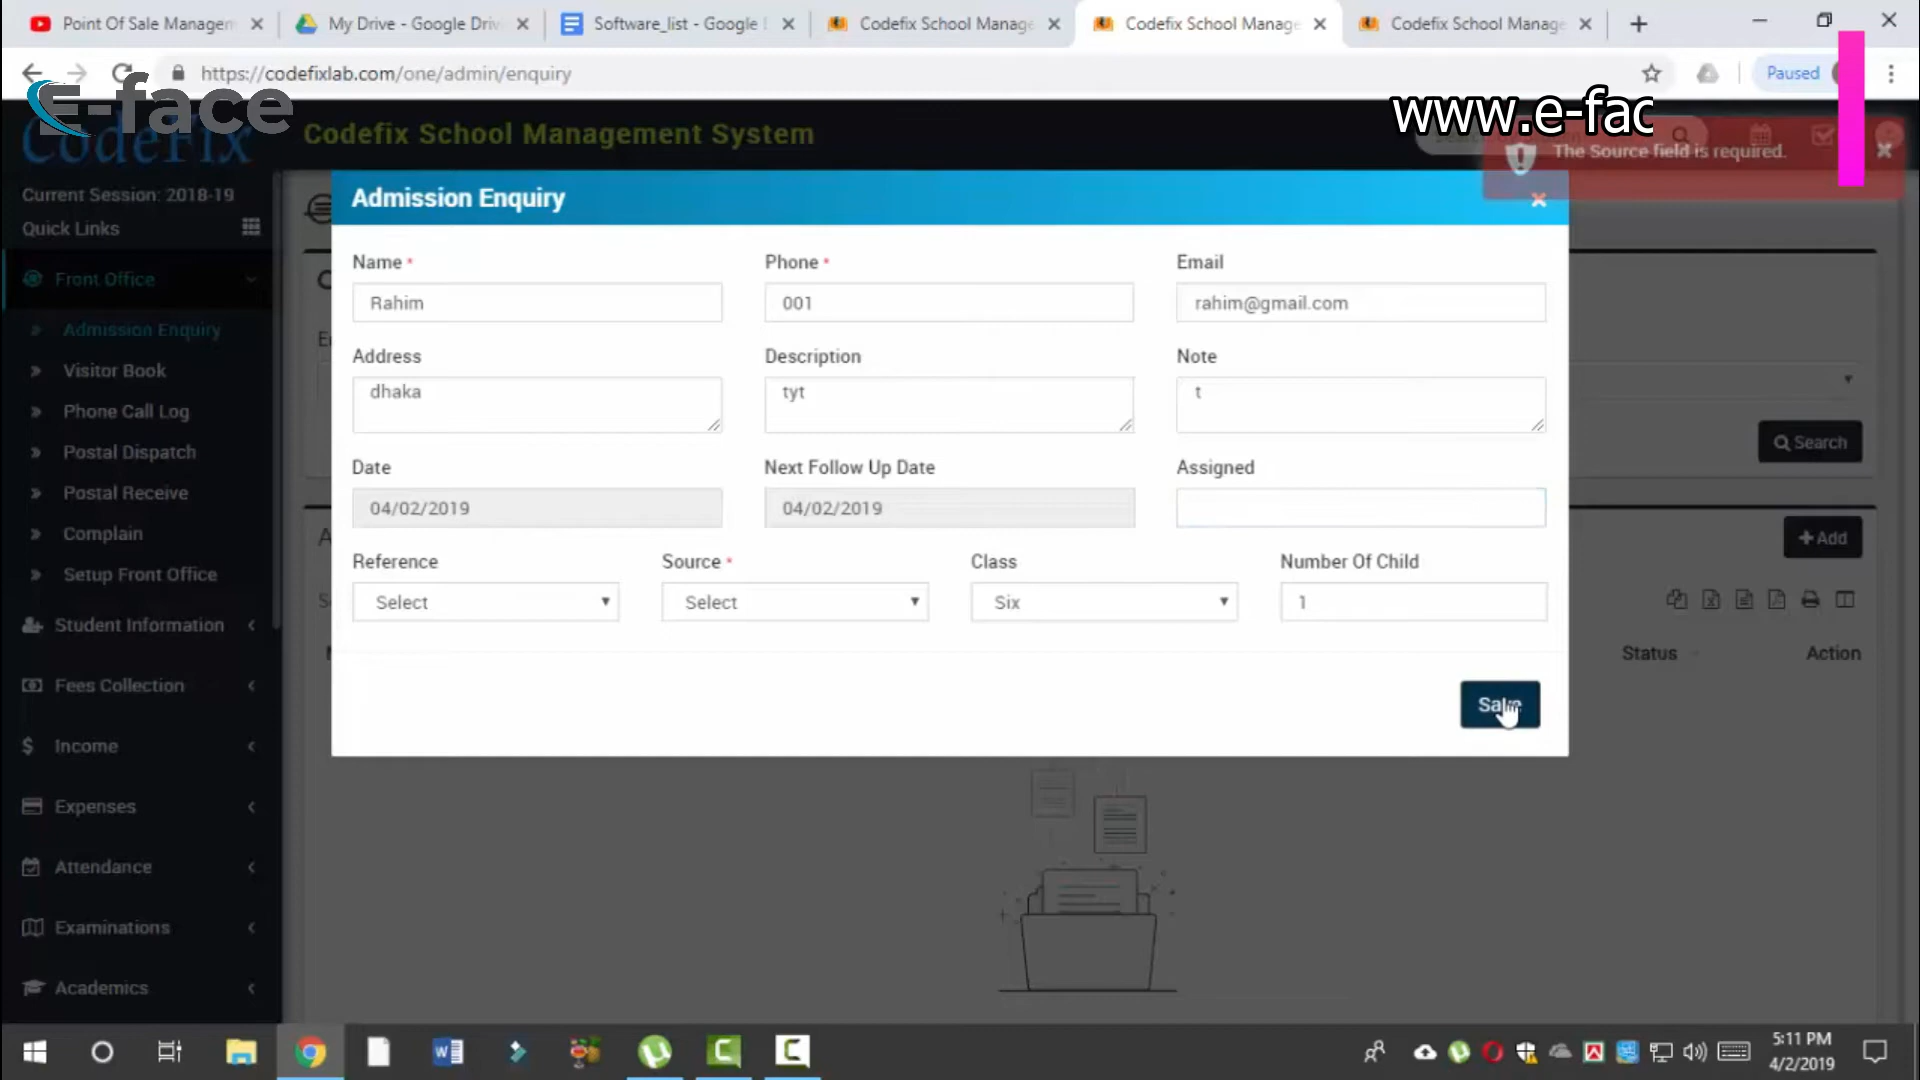 Point Of Sale Managem
My Drive - Google Driv
Software_list - Google
Codefix School Manage
Codefix School Manage
Codefix School Manage
https://codefixlab.com/one/admin/enquiry
Paused
E-face
www.e-fac
CodeFix
Codefix School Management System
The Source field is required.
Current Session: 2018-19
Quick Links
Front Office
Admission Enquiry
Visitor Book
Phone Call Log
Postal Dispatch
Postal Receive
Complain
Setup Front Office
Student Information
Fees Collection
Income
Expenses
Attendance
Examinations
Academics
Admission Enquiry
Name * Phone * Email
Rahim 001 rahim@gmail.com
Address Description Note
dhaka tyt t
Date Next Follow Up Date Assigned
04/02/2019 04/02/2019
Reference Source * Class Number Of Child
Select Select Six 1
Save
Search
+Add
Status Action
5:11 PM
4/2/2019